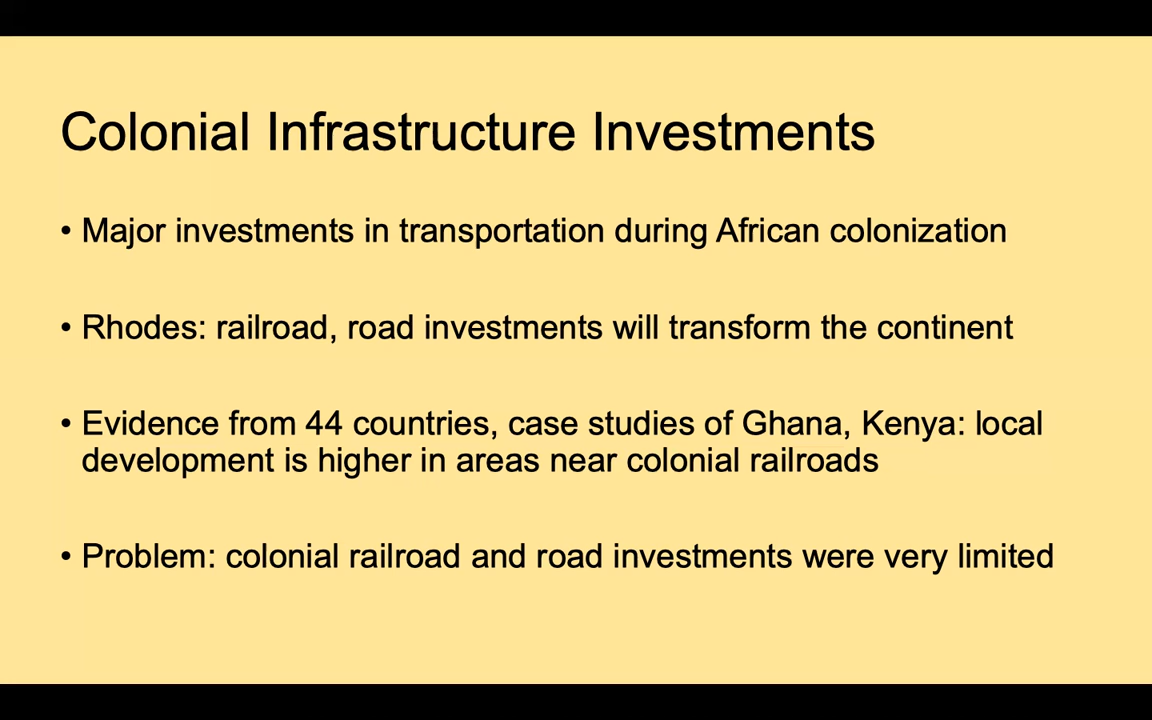 Colonial Infrastructure Investments
• Major investments in transportation during African colonization
• Rhodes: railroad, road investments will transform the continent
• Evidence from 44 countries, case studies of Ghana, Kenya: local
development is higher in areas near colonial railroads
• Problem: colonial railroad and road investments were very limited